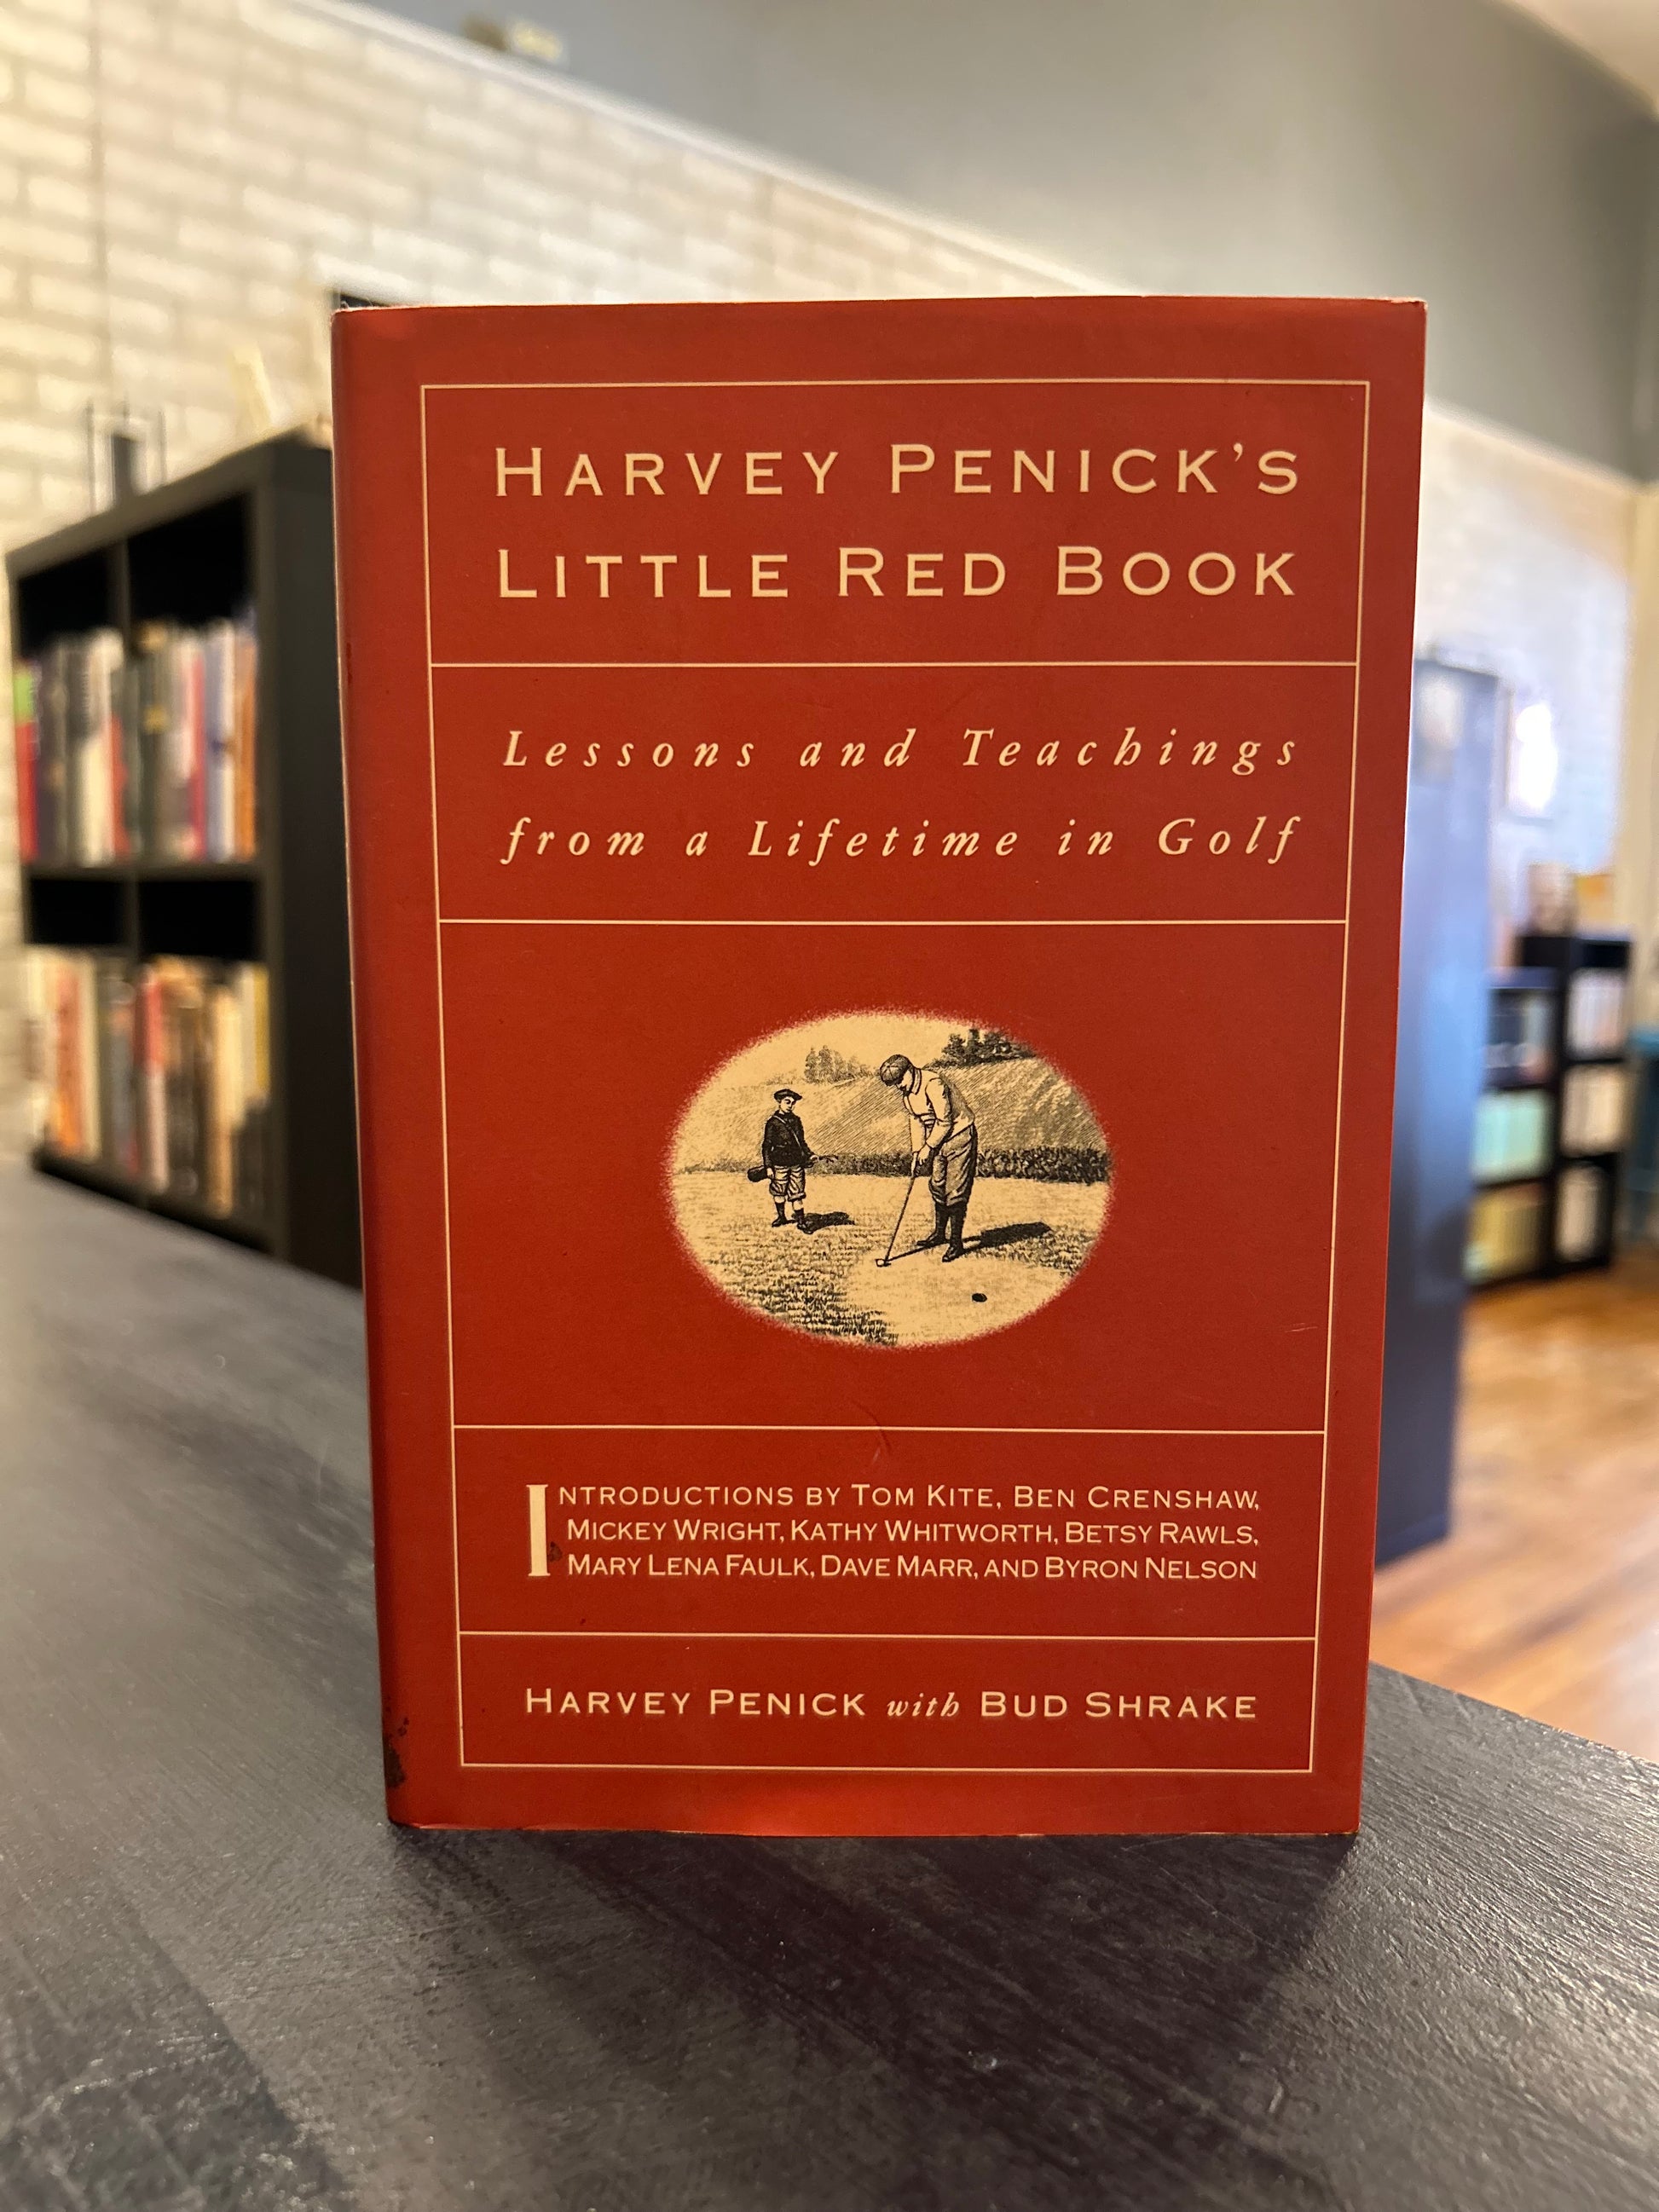 HARVEY PENICK'S
LITTLE RED BOOK
Lessons and Teachings
from a Lifetime in Golf
INTRODUCTIONS BY TOM KITE, BEN CRENSHAW,
MICKEY WRIGHT, KATHY WHITWORTH, BETSY RAWLS,
MARY LENA FAULK, DAVE MARR, AND BYRON NELSON
HARVEY PENICK with BUD SHRAKE